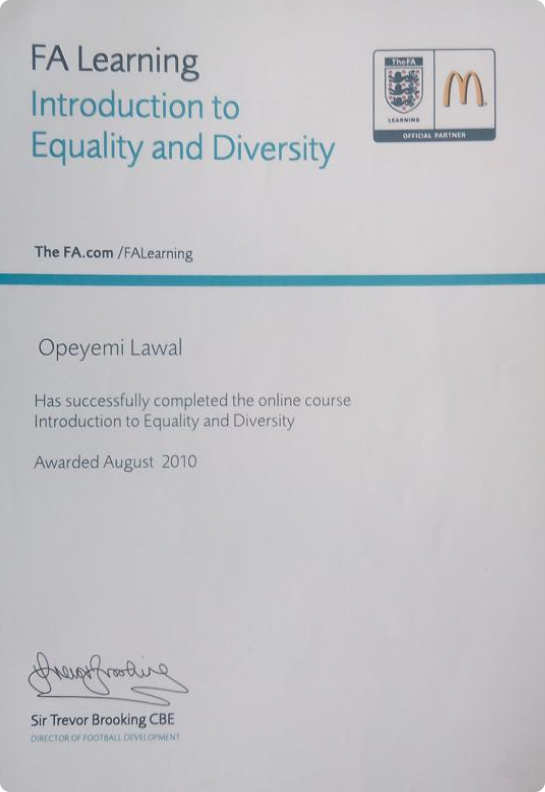 FA Learning
Introduction to
Equality and Diversity
The FA
LEARNING
OFFICIAL PARTNER
The FA.com /FALearning
Opeyemi Lawal
Has successfully completed the online course
Introduction to Equality and Diversity
Awarded August 2010
Trevor Brooking
Sir Trevor Brooking CBE
DIRECTOR OF FOOTBALL DEVELOPMENT